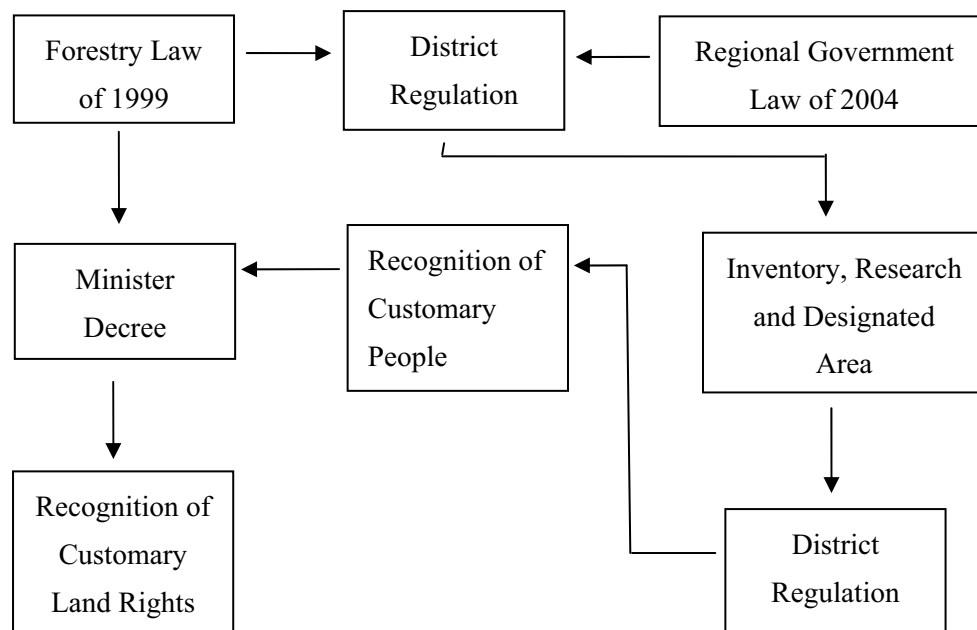 Forestry Law
of 1999
District
Regulation
Regional Government
Law of 2004
Minister
Decree
Recognition of
Customary
People
Inventory, Research
and Designated
Area
Recognition of
Customary
Land Rights
District
Regulation